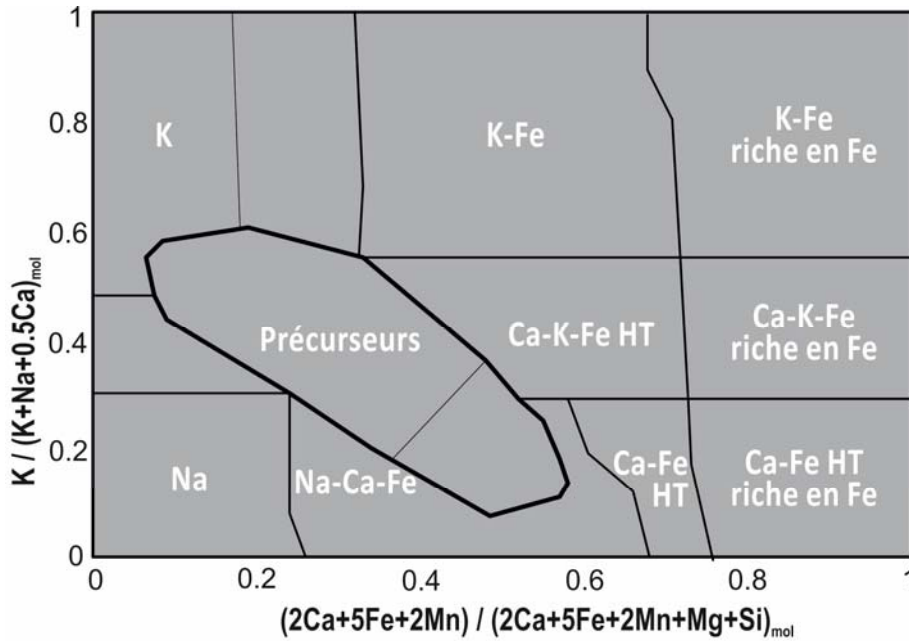 1
0.8
0.6
0.4
0.2
0
K / (K+Na+0.5Ca)mol
K
K-Fe
K-Fe
riche en Fe
Précurseurs
Ca-K-Fe HT
Ca-K-Fe
riche en Fe
Na
Na-Ca-Fe
Ca-Fe
HT
Ca-Fe HT
riche en Fe
0
0.2
0.4
0.6
0.8
1
(2Ca+5Fe+2Mn) / (2Ca+5Fe+2Mn+Mg+Si)mol